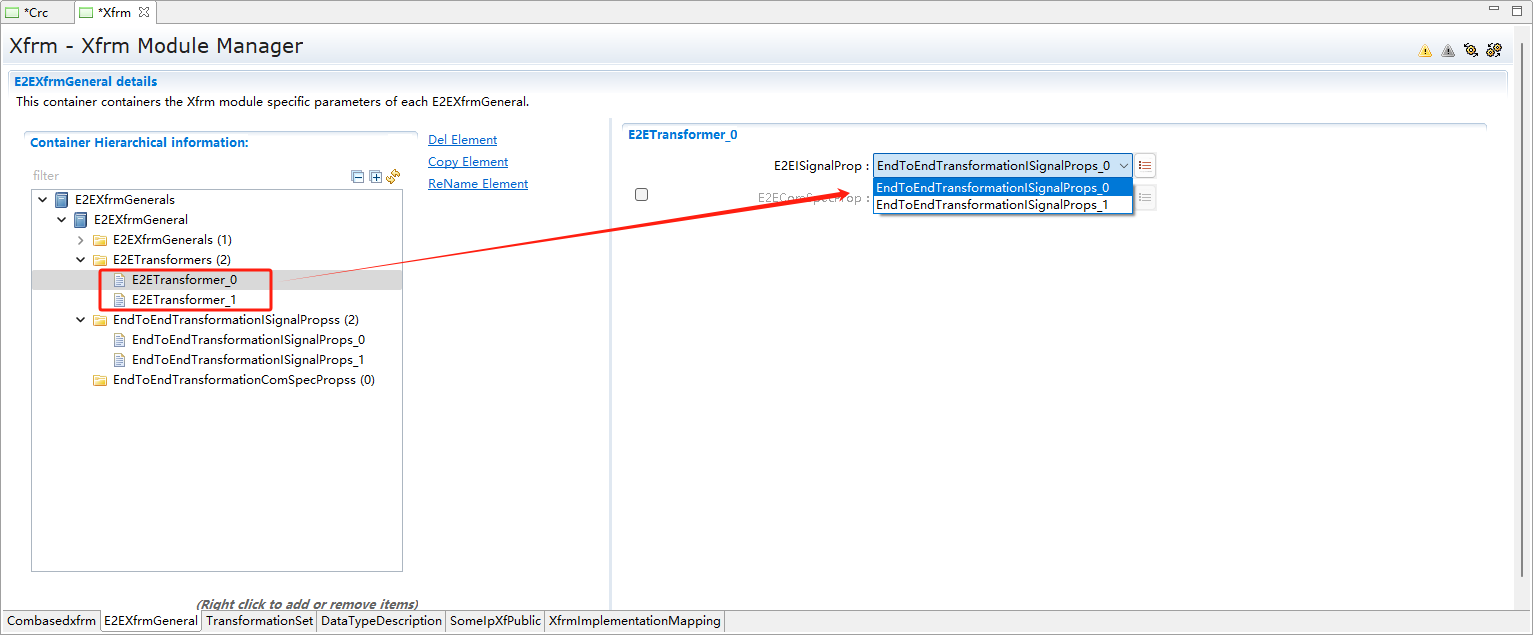 *Crc
*Xfrm
Xfrm - Xfrm Module Manager
E2EXfrmGeneral details
This container containers the Xfrm module specific parameters of each E2EXfrmGeneral.
Container Hierarchical information:
filter
E2EXfrmGenerals
E2EXfrmGeneral
E2EXfrmGenerals (1)
E2ETransformers (2)
E2ETransformer_0
E2ETransformer_1
EndToEndTransformationISignalPropss (2)
EndToEndTransformationISignalProps_0
EndToEndTransformationISignalProps_1
EndToEndTransformationComSpecPropss (0)
(Right click to add or remove items)
Del Element
Copy Element
ReName Element
E2ETransformer_0
E2EISignalProp : EndToEndTransformationISignalProps_0
EndToEndTransformationISignalProps_0
EndToEndTransformationISignalProps_1
E2EComSpecProp :
Combasedxfrm E2EXfrmGeneral TransformationSet DataTypeDescription SomeIpXfPublic XfrmImplementationMapping